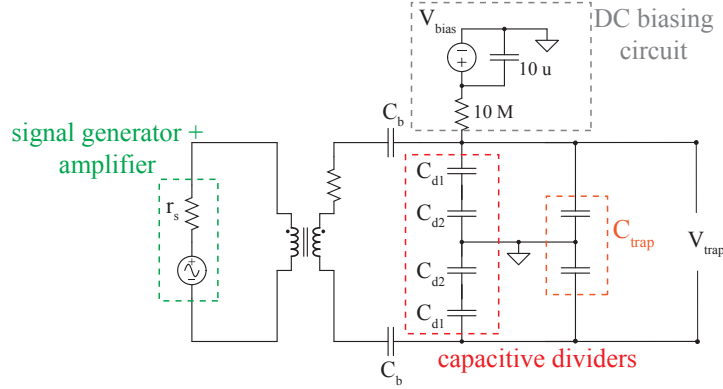 V_bias
DC biasing
circuit
10 u
10 M
C_b
signal generator +
amplifier
r_s
C_d1
C_d2
C_trap
V_trap
C_d2
C_d1
C_b
capacitive dividers